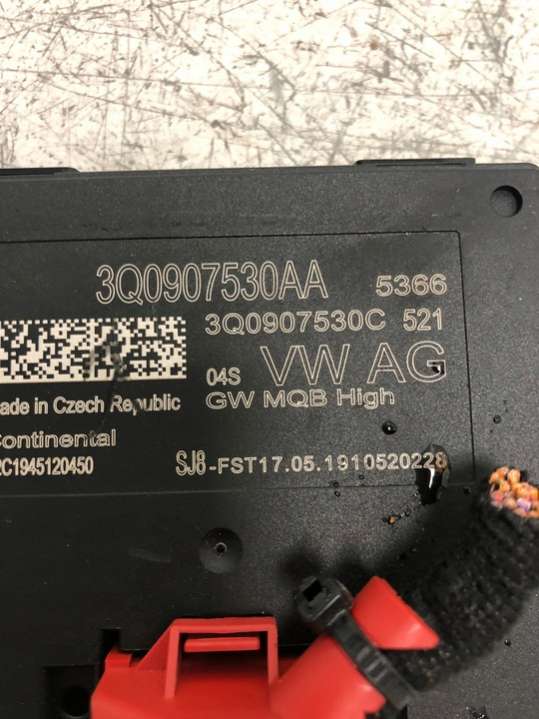 3Q0907530AA 5366
3Q0907530C 521
04S VW AG
GW MQB High
ade in Czech Republic
Continental
2C1945120450
SJ8-FST17.05.1910520228